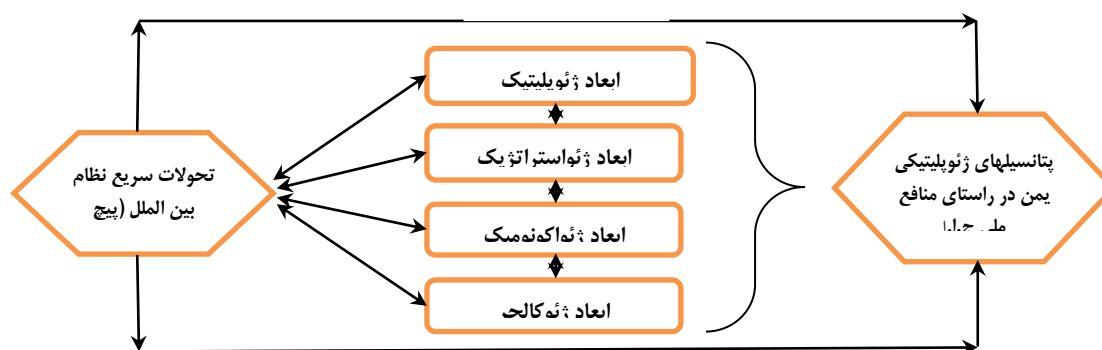 ابعاد ژئوپلیتیک
ابعاد ژئواستراتژیک
ابعاد ژئواکونومیک
ابعاد ژئوکالچر
پتانسیلهای ژئوپلیتیکی
یمن در راستای منافع
ملی ج.ا.ا
تحولات سریع نظام
بین الملل (پیچ